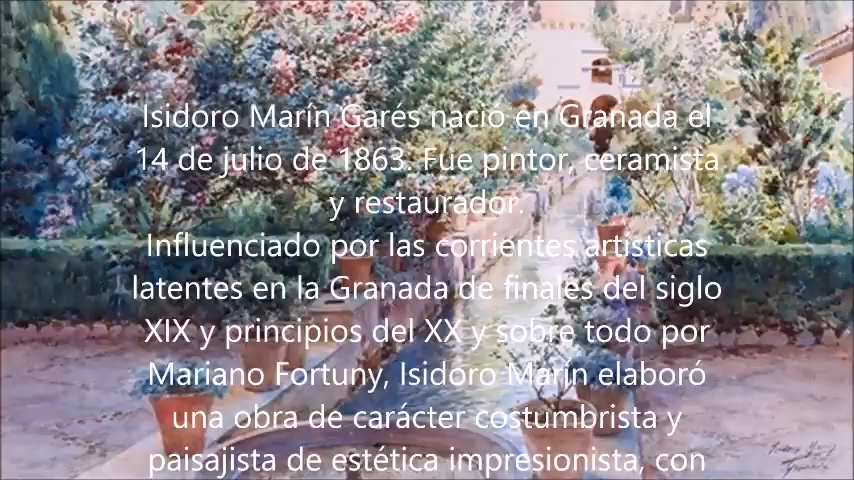 Isidoro Marín Garés nació en Granada el
14 de julio de 1863. Fue pintor, ceramista
y restaurador.
Influenciado por las corrientes artísticas
latentes en la Granada de finales del siglo
XIX y principios del XX y sobre todo por
Mariano Fortuny, Isidoro Marín elaboró
una obra de carácter costumbrista y
paisajista de estética impresionista, con